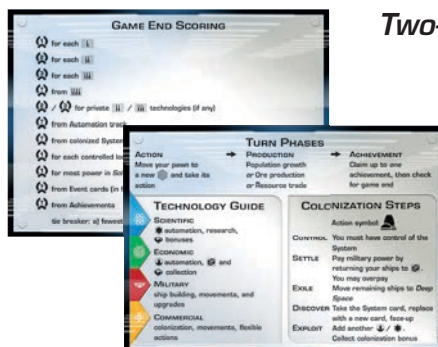 Two-
GAME END SCORING
for each
for each
for each
from
/ for private / technologies (if any)
from Automation track
from colonized System
for each controlled loc
for most power in Sol
from Event cards (in f
from Achievements
tie breaker: a) fewest
TURN PHASES
ACTION
Move your pawn to
a new and take its
action
PRODUCTION
Population growth
or Ore production
or Resource trade
ACHIEVEMENT
Claim up to one
achievement, then check
for game end
TECHNOLOGY GUIDE
SCIENTIFIC
automation, research,
bonuses
ECONOMIC
automation, and
collection
MILITARY
ship building, movements, and
upgrades
COMMERCIAL
colonization, movements, flexible
actions
COLONIZATION STEPS
Action symbol:
CONTROL You must have control of the
System
SETTLE Pay military power by
returning your ships to .
You may overpay
EXILE Move remaining ships to Deep
Space
DISCOVER Take the System card, replace
with a new card, face-up
EXPLOIT Add another / .
Collect colonization bonus